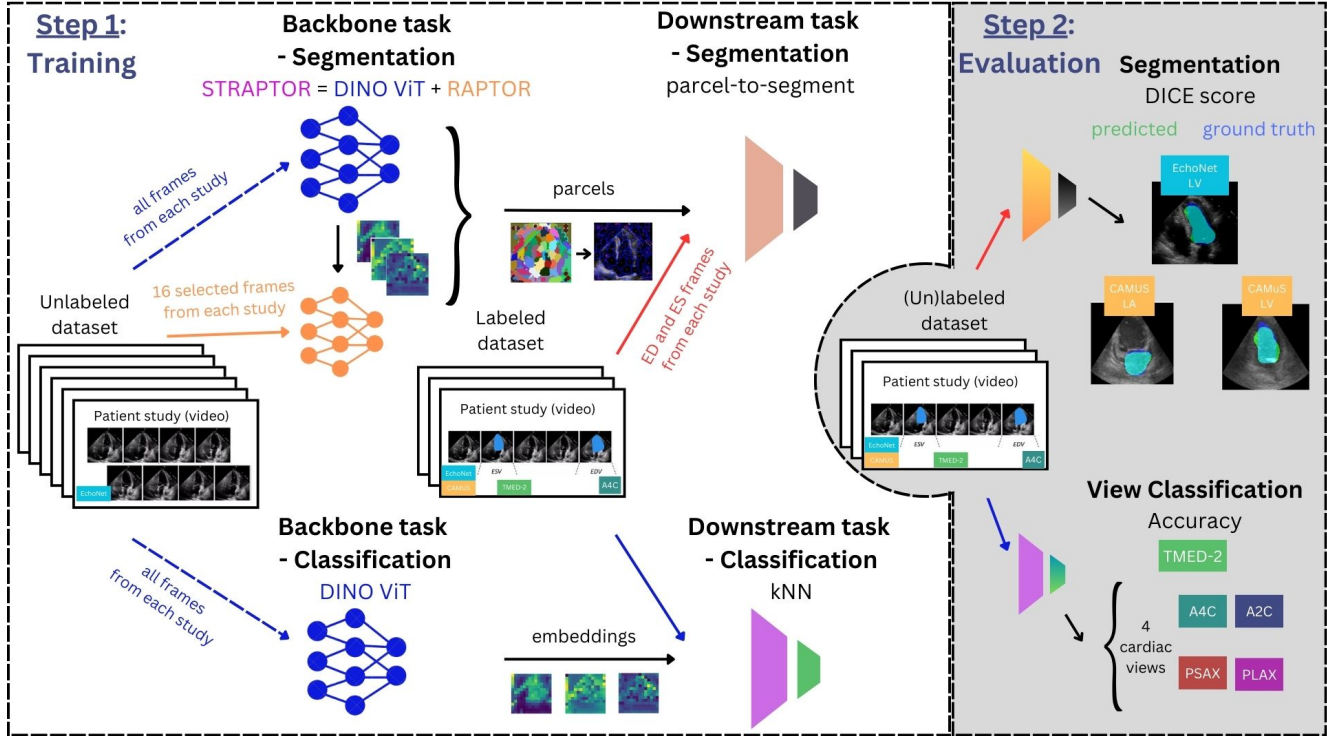 Step 1:
Training
Backbone task
- Segmentation
STRAPTOR = DINO ViT + RAPTOR
all frames
from each study
16 selected frames
from each study
Unlabeled
dataset
Patient study (video)
EchoNet
Downstream task
- Segmentation
parcel-to-segment
parcels
ED and ES frames
from each study
Labeled
dataset
Patient study (video)
EchoNet
CAMUS
ESV
TMED-2
EDV
A4C
all frames
from each study
Backbone task
- Classification
DINO ViT
embeddings
Downstream task
- Classification
kNN
Step 2:
Evaluation
Segmentation
DICE score
predicted
ground truth
EchoNet
LV
CAMUS
LA
CAMuS
LV
(Un)labeled
dataset
Patient study (video)
EchoNet
CAMUS
ESV
TMED-2
EDV
A4C
View Classification
Accuracy
TMED-2
4
cardiac
views
A4C
A2C
PSAX
PLAX